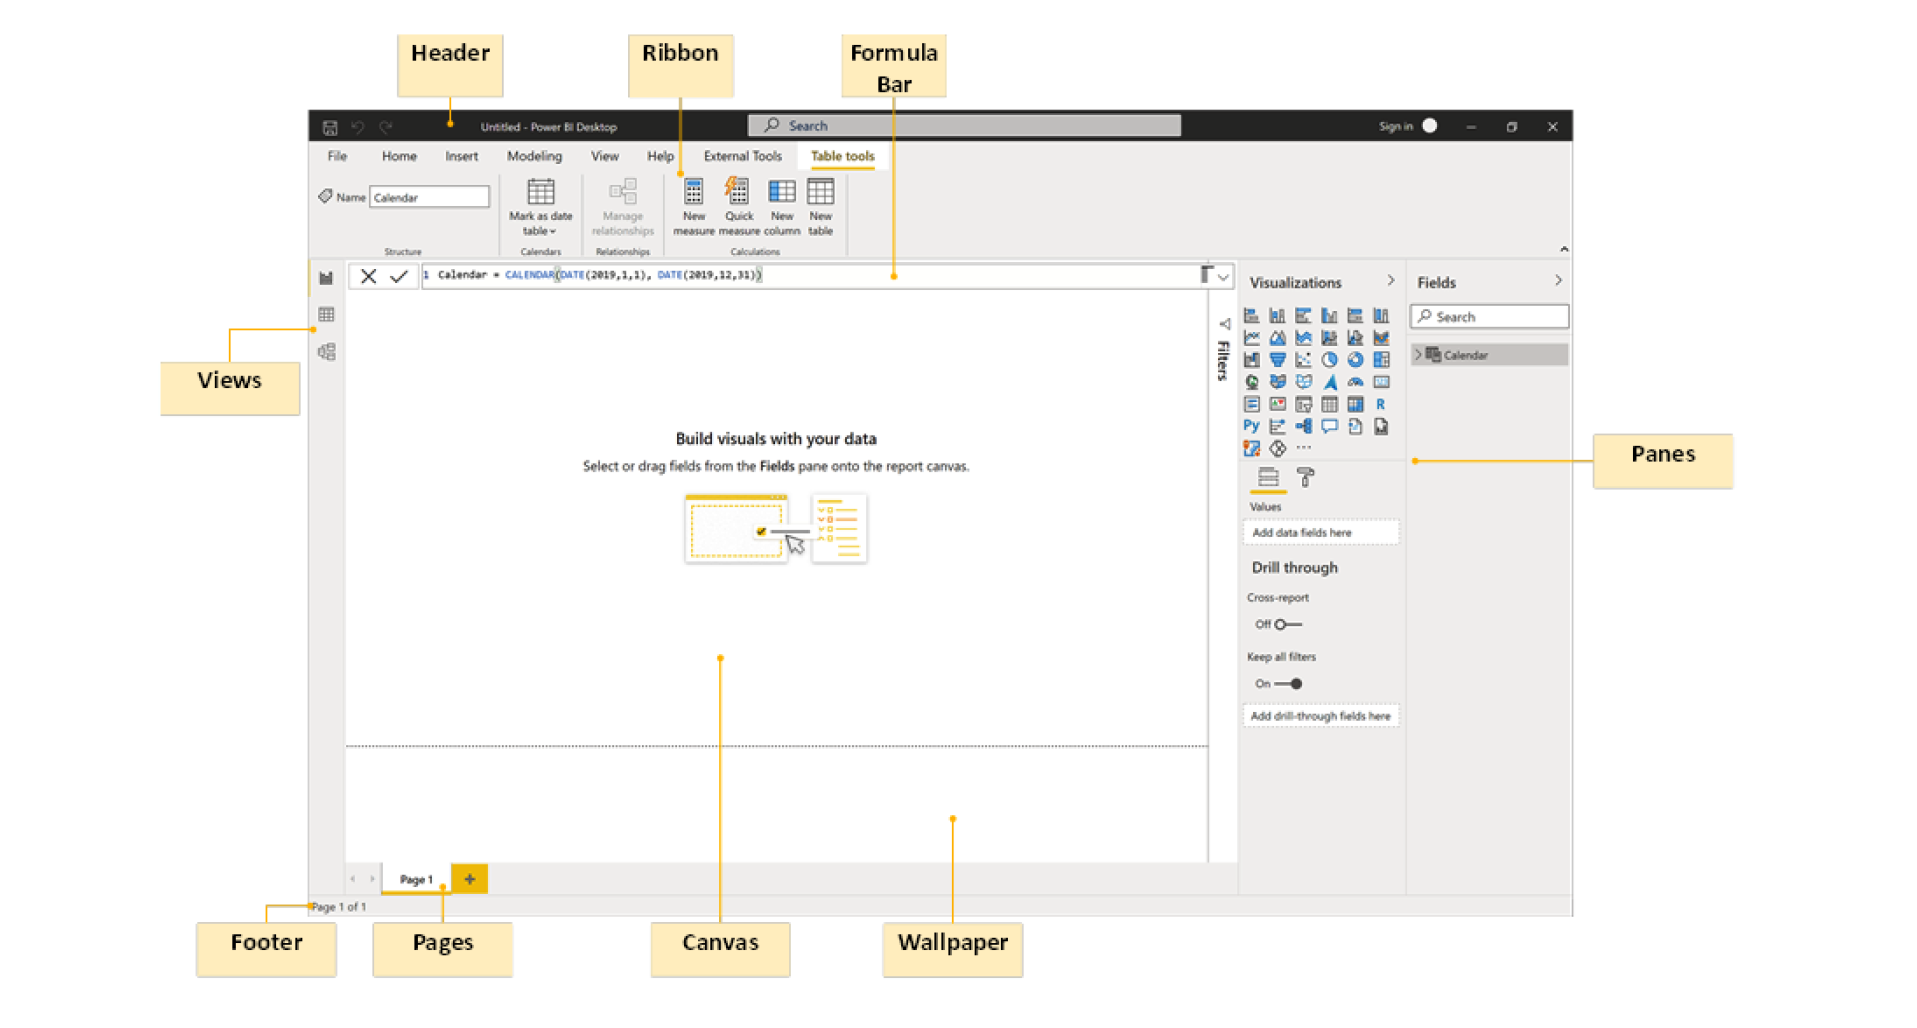 Header
Ribbon
Formula
Bar
Untitled - Power BI Desktop
Search
Sign in
File
Home
Insert
Modeling
View
Help
External Tools
Table tools
Name
Calendar
Mark as date
table
Manage
relationships
New
measure
Quick
measure
New
column
New
table
Structure
Calendars
Relationships
Calculations
1 Calendar = CALENDAR(DATE(2019,1,1), DATE(2019,12,31))
Views
Filters
Visualizations
R
Py
Values
Add data fields here
Drill through
Cross-report
Off
Keep all filters
On
Add drill-through fields here
Fields
Search
Calendar
Panes
Build visuals with your data
Select or drag fields from the Fields pane onto the report canvas.
Page 1
+
Page 1 of 1
Footer
Pages
Canvas
Wallpaper